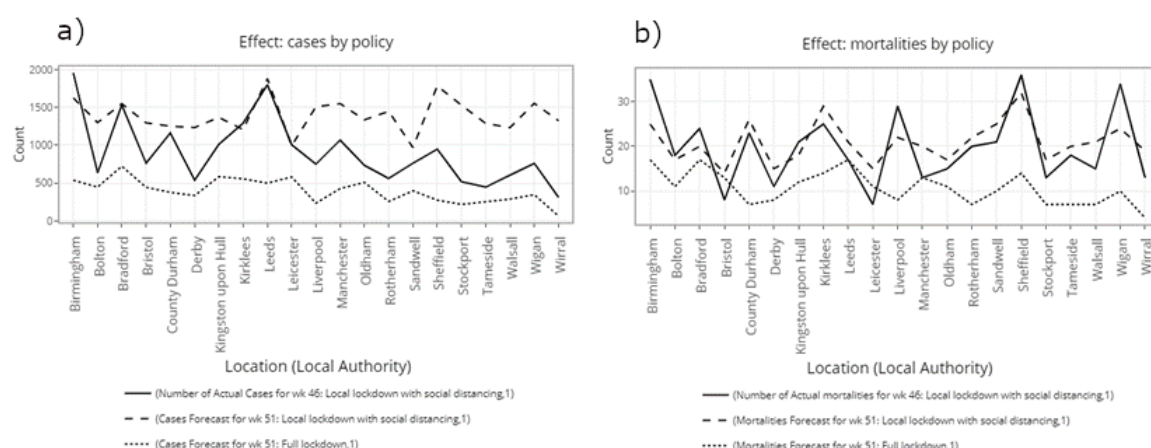 a)
Effect: cases by policy
2000
1500
1000
500
0
Count
Birmingham
Bolton
Bradford
Bristol
County Durham
Derby
Kingston upon Hull
Kirklees
Leeds
Leicester
Liverpool
Manchester
Oldham
Rotherham
Sandwell
Sheffield
Stockport
Tameside
Walsall
Wigan
Wirral
Location (Local Authority)
(Number of Actual Cases for wk 46: Local lockdown with social distancing,1)
(Cases Forecast for wk 51: Local lockdown with social distancing,1)
(Cases Forecast for wk 51: Full lockdown,1)
b)
Effect: mortalities by policy
30
20
10
Count
Birmingham
Bolton
Bradford
Bristol
County Durham
Derby
Kingston upon Hull
Kirklees
Leeds
Leicester
Liverpool
Manchester
Oldham
Rotherham
Sandwell
Sheffield
Stockport
Tameside
Walsall
Wigan
Wirral
Location (Local Authority)
(Number of Actual mortalities for wk 46: Local lockdown with social distancing,1)
(Mortalities Forecast for wk 51: Local lockdown with social distancing,1)
(Mortalities Forecast for wk 51: Full lockdown,1)